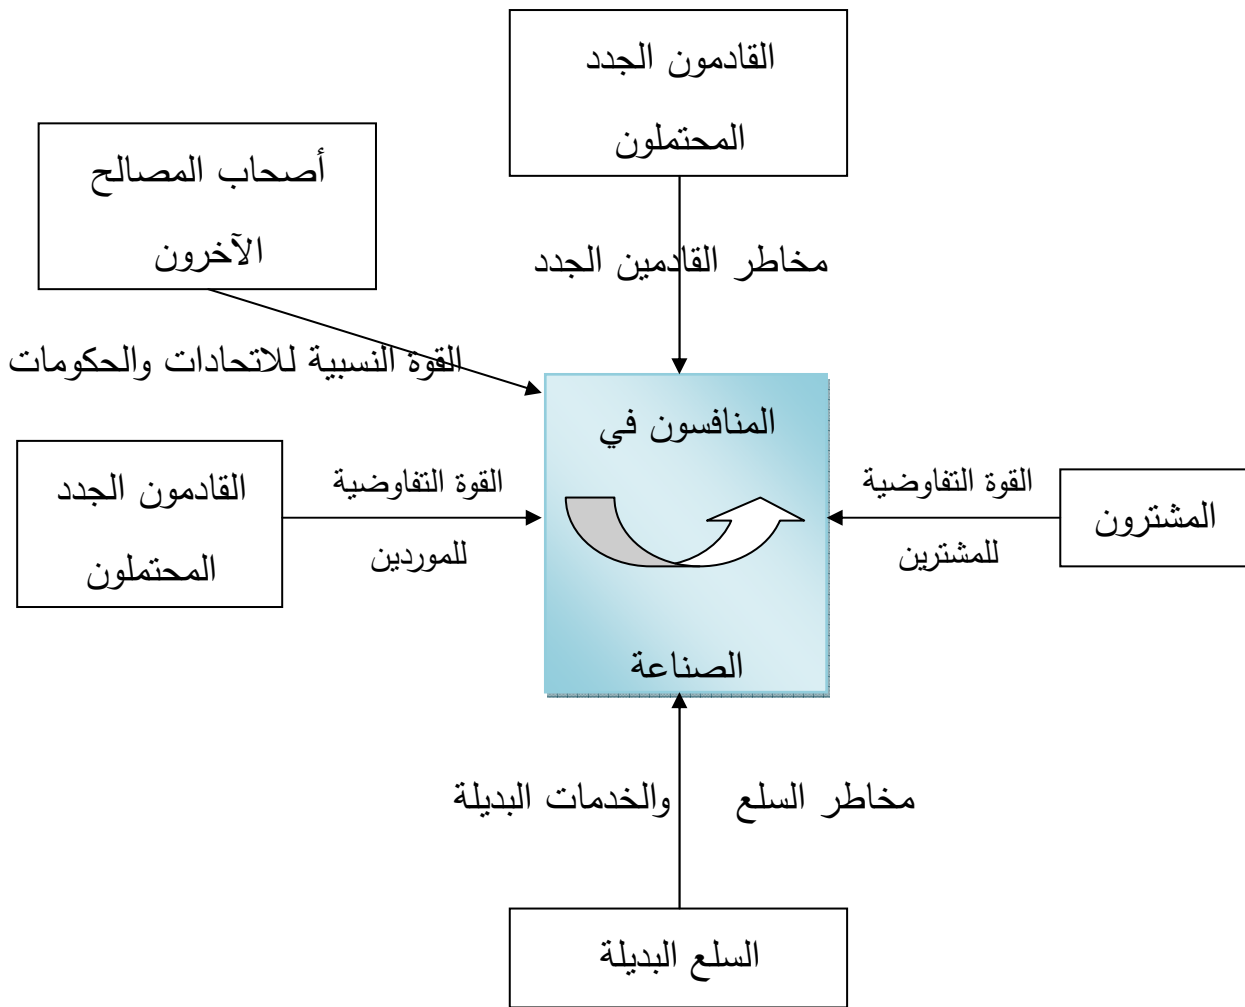 القادمون الجدد
المحتملون
أصحاب المصالح
الآخرون
مخاطر القادمين الجدد
القوة النسبية للاتحادات والحكومات
المنافسون في
الصناعة
المشترون
القوة التفاوضية
للمشترين
القوة التفاوضية
للموردين
القادمون الجدد
المحتملون
مخاطر السلع والخدمات البديلة
السلع البديلة